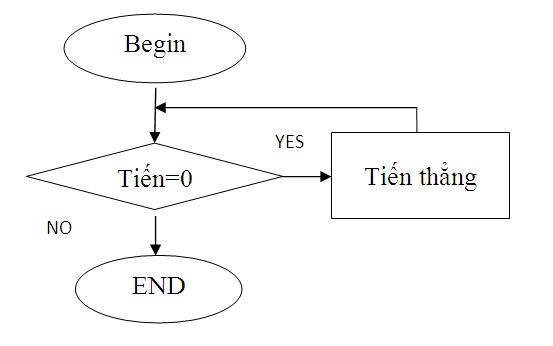 Begin
YES
Tiến=0
Tiến thẳng
NO
END